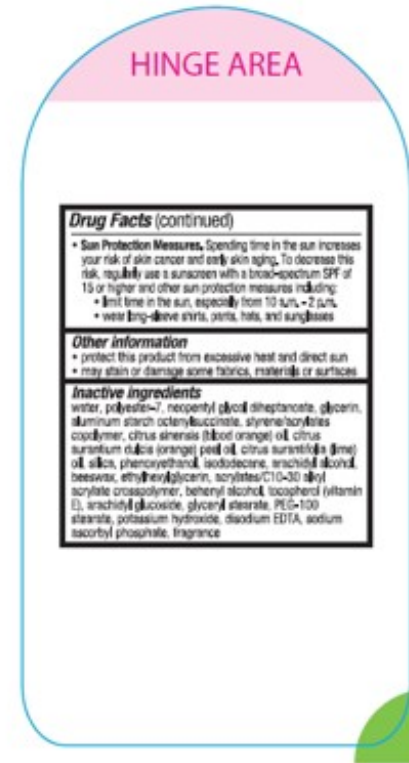 HINGE AREA
Drug Facts (continued)
• Sun Protection Measures. Spending time in the sun increases
your risk of skin cancer and early skin aging. To decrease this
risk, regularly use a sunscreen with a broad-spectrum SPF of
15 or higher and other sun protection measures including:
• limit time in the sun, especially from 10 a.m. - 2 p.m.
• wear long-sleeve shirts, pants, hats, and sunglasses
Other information
• protect this product from excessive heat and direct sun
• may stain or damage some fabrics, materials or surfaces
Inactive ingredients
water, polyester-7, neopentyl glycol diheptanoate, glycerin,
aluminum starch octenylsuccinate, styrene/acrylates
copolymer, citrus sinensis (blood orange) oil, citrus
aurantium dulcis (orange) peel oil, citrus aurantifolia (lime)
oil, silica, phenoxyethanol, isododecane, arachidyl alcohol,
beeswax, ethylhexylglycerin, acrylates/C10-30 alkyl
acrylate crosspolymer, behenyl alcohol, tocopherol (vitamin
E), arachidyl glucoside, glyceryl stearate, PEG-100
stearate, potassium hydroxide, disodium EDTA, sodium
ascorbyl phosphate, fragrance